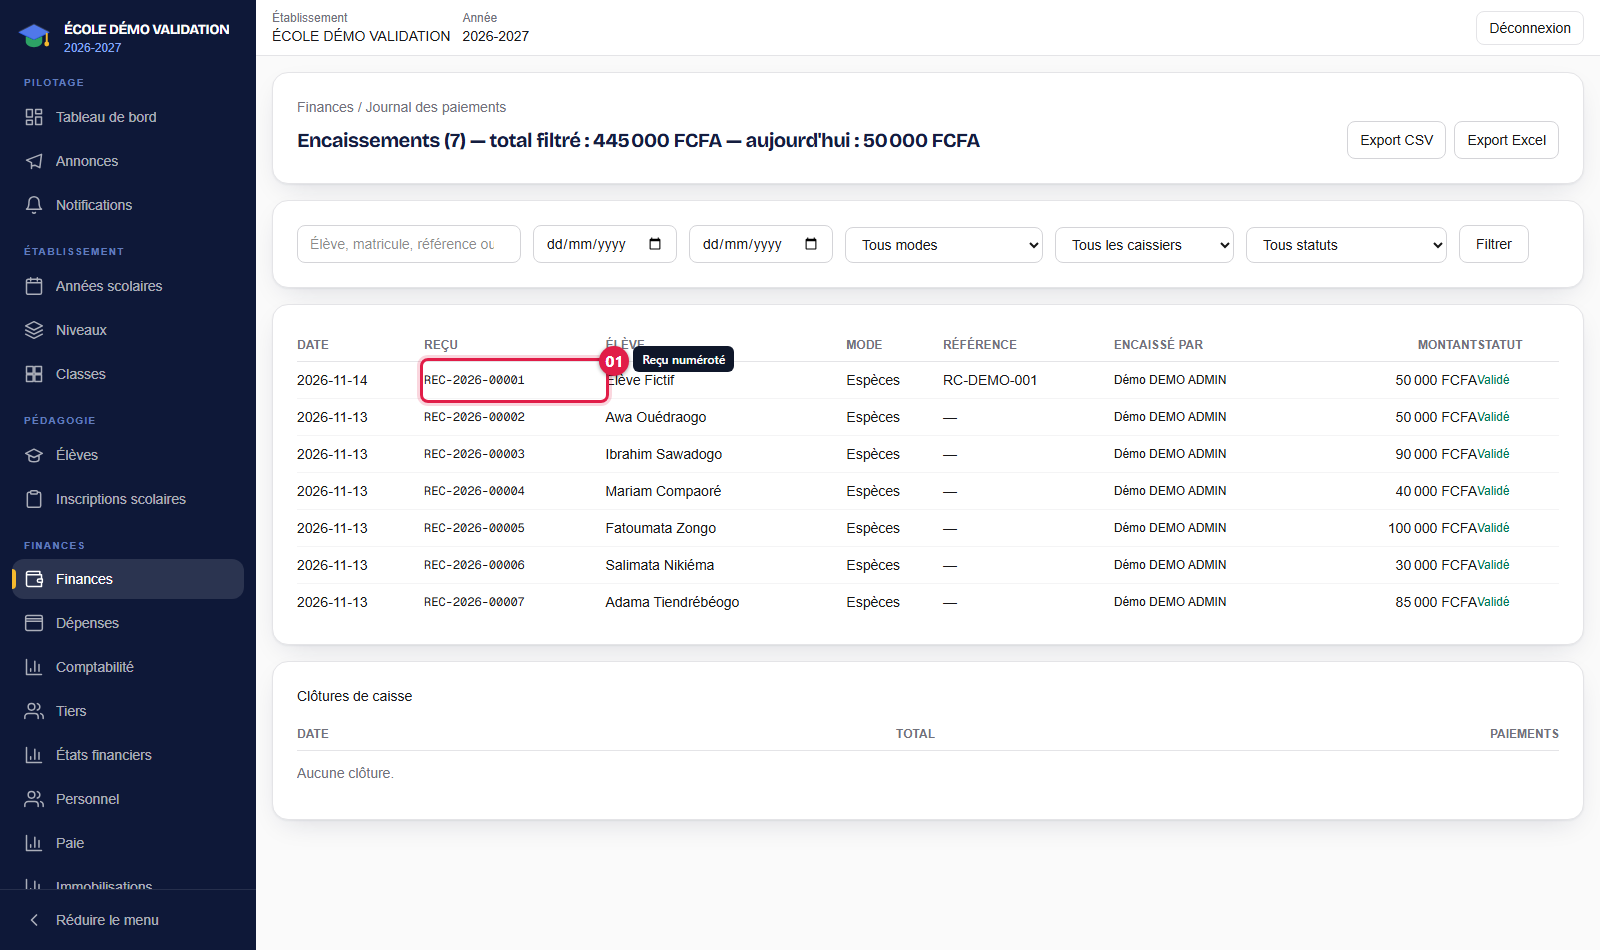 ÉCOLE DÉMO VALIDATION
2026-2027
PILOTAGE
Tableau de bord
Annonces
Notifications
ÉTABLISSEMENT
Années scolaires
Niveaux
Classes
PÉDAGOGIE
Élèves
Inscriptions scolaires
FINANCES
Finances
Dépenses
Comptabilité
Tiers
États financiers
Personnel
Paie
Immobilisations
Réduire le menu
Établissement Année
ÉCOLE DÉMO VALIDATION 2026-2027
Déconnexion
Finances / Journal des paiements
Encaissements (7) — total filtré : 445 000 FCFA — aujourd'hui : 50 000 FCFA
Export CSV Export Excel
Élève, matricule, référence ou dd/mm/yyyy dd/mm/yyyy Tous modes Tous les caissiers Tous statuts Filtrer
DATE REÇU ÉLÈVE MODE RÉFÉRENCE ENCAISSÉ PAR MONTANT STATUT
01 Reçu numéroté
2026-11-14 REC-2026-00001 Élève Fictif Espèces RC-DEMO-001 Démo DEMO ADMIN 50 000 FCFA Validé
2026-11-13 REC-2026-00002 Awa Ouédraogo Espèces — Démo DEMO ADMIN 50 000 FCFA Validé
2026-11-13 REC-2026-00003 Ibrahim Sawadogo Espèces — Démo DEMO ADMIN 90 000 FCFA Validé
2026-11-13 REC-2026-00004 Mariam Compaoré Espèces — Démo DEMO ADMIN 40 000 FCFA Validé
2026-11-13 REC-2026-00005 Fatoumata Zongo Espèces — Démo DEMO ADMIN 100 000 FCFA Validé
2026-11-13 REC-2026-00006 Salimata Nikiéma Espèces — Démo DEMO ADMIN 30 000 FCFA Validé
2026-11-13 REC-2026-00007 Adama Tiendrébéogo Espèces — Démo DEMO ADMIN 85 000 FCFA Validé
Clôtures de caisse
DATE TOTAL PAIEMENTS
Aucune clôture.